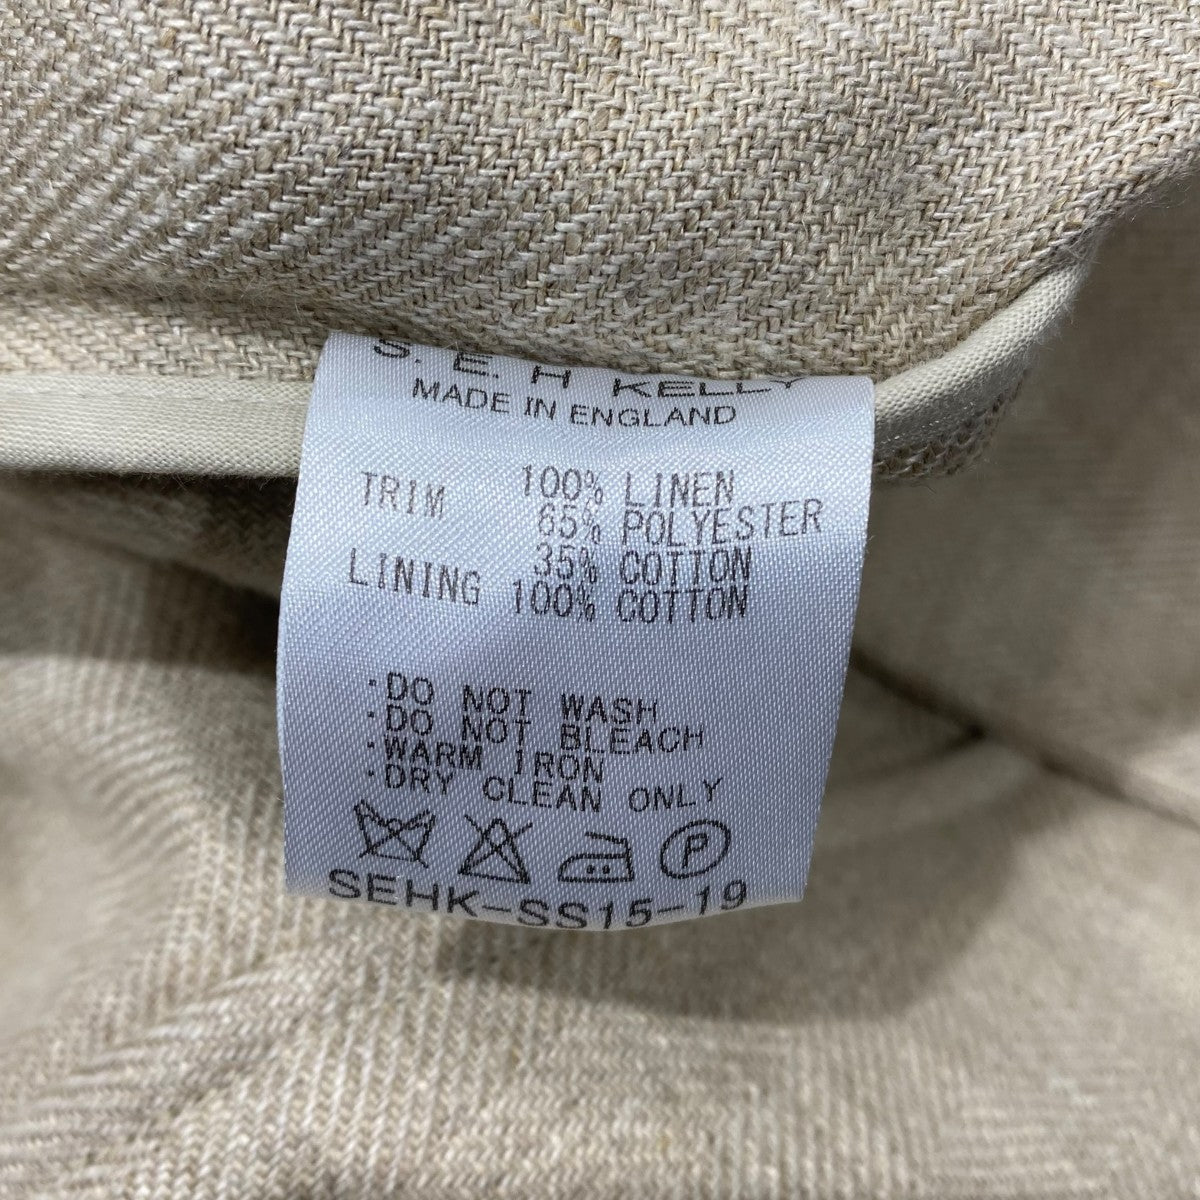 S. E. H KELLY
MADE IN ENGLAND
100% LINEN
TRIM 65% POLYESTER
35% COTTON
LINING 100% COTTON
·DO NOT WASH
·DO NOT BLEACH
·WARM IRON
·DRY CLEAN ONLY
P
SEHK-SS15-19